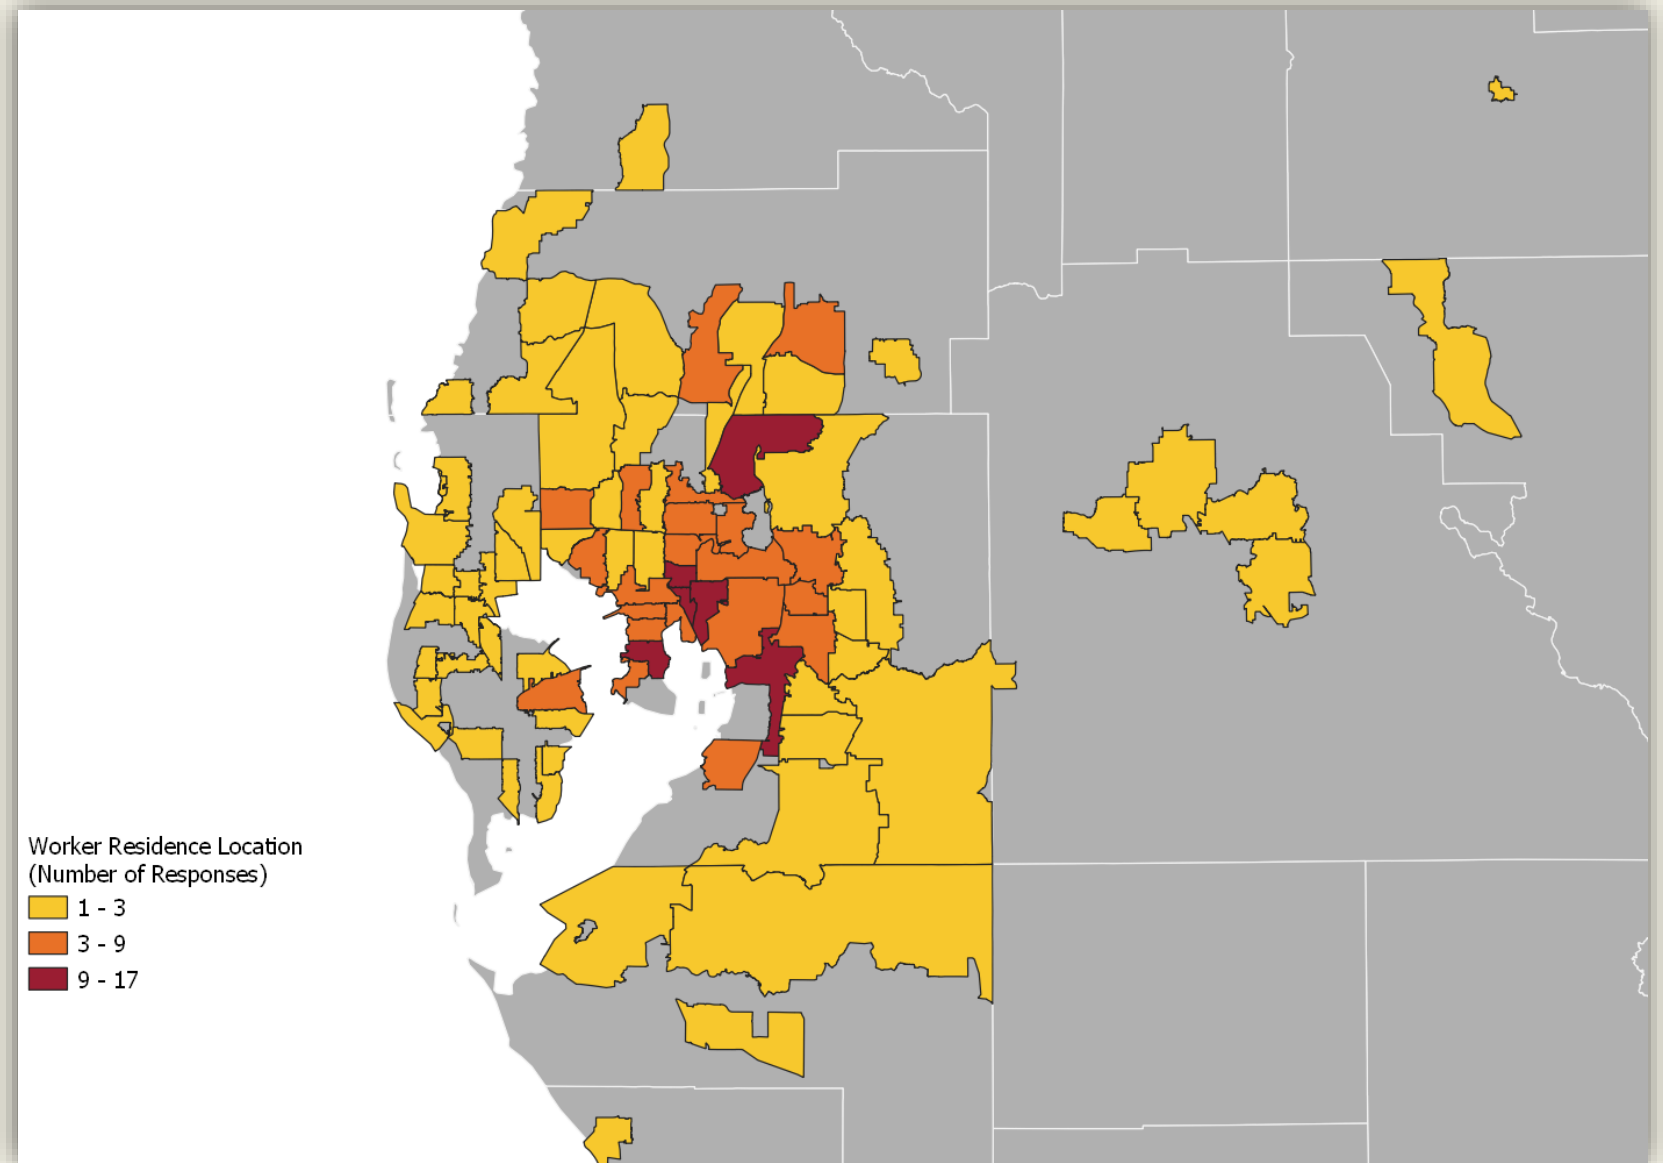 Worker Residence Location
(Number of Responses)
1 - 3
3 - 9
9 - 17